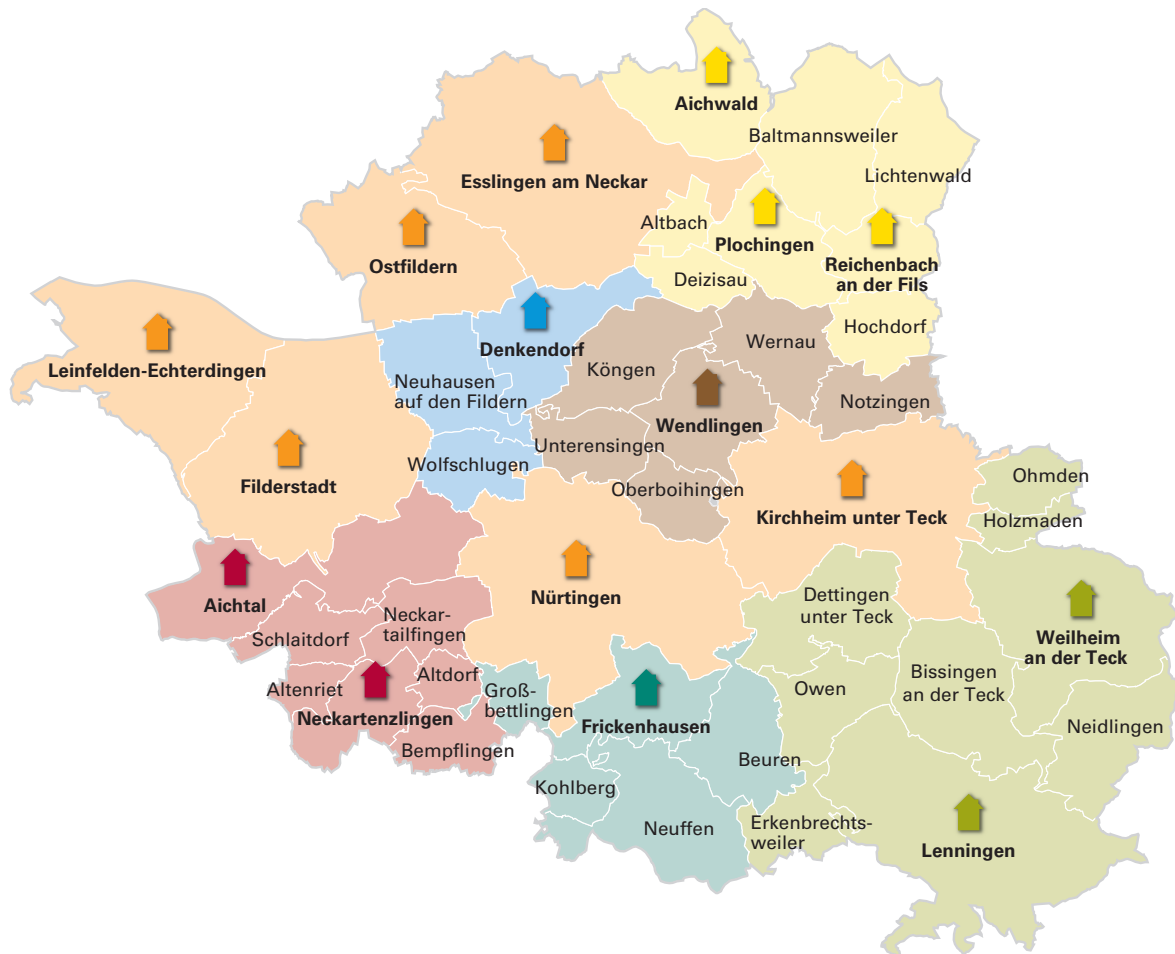 Aichwald
Baltmannsweiler
Lichtenwald
Esslingen am Neckar
Altbach
Plochingen
Ostfildern
Reichenbach
an der Fils
Deizisau
Hochdorf
Wernau
Denkendorf
Köngen
Leinfelden-Echterdingen
Neuhausen
auf den Fildern
Notzingen
Wendlingen
Unterensingen
Wolfschlugen
Ohmden
Filderstadt
Oberboihingen
Kirchheim unter Teck
Holzmaden
Aichtal
Nürtingen
Dettingen
unter Teck
Neckar-
tailfingen
Schlaitdorf
Weilheim
an der Teck
Bissingen
an der Teck
Altdorf
Altenriet
Groß-
bettlingen
Owen
Neckartenzlingen
Frickenhausen
Neidlingen
Bempflingen
Beuren
Kohlberg
Neuffen
Erkenbrechts-
weiler
Lenningen